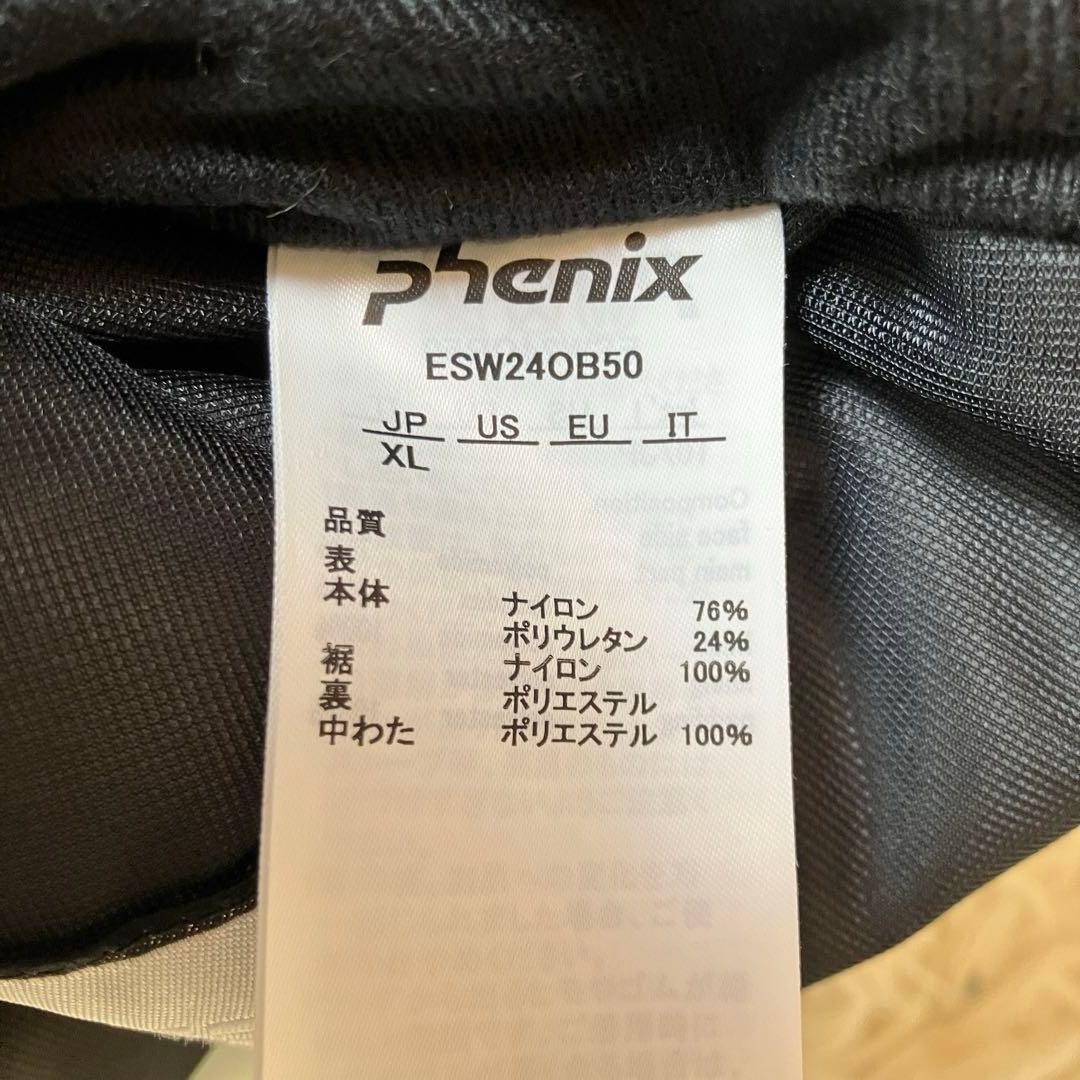 phenix
ESW24OB50
JP US EU IT
XL
品質
表
本体 ナイロン 76%
ポリウレタン 24%
裾 ナイロン 100%
裏 ポリエステル
中わた ポリエステル 100%